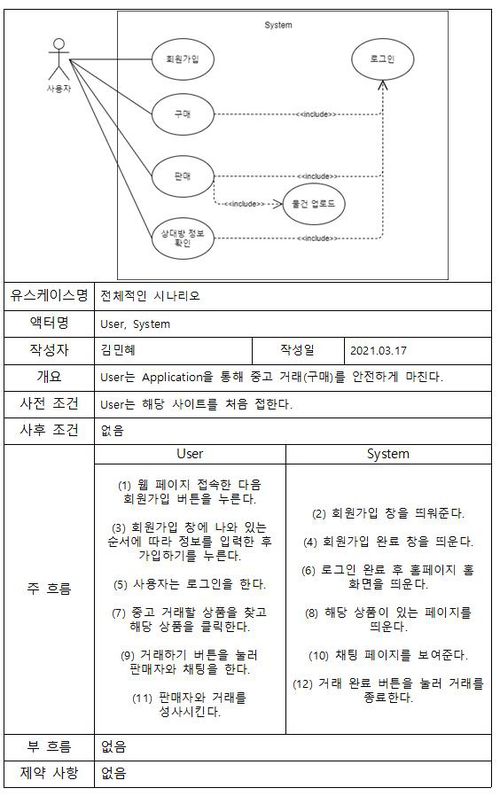 System
사용자
회원가입
로그인
구매
<<include>>
판매
<<include>>
<<include>>
물건 업로드
상대방 정보
확인
<<include>>
유스케이스명 전체적인 시나리오
액터명 User, System
작성자 김민혜 작성일 2021.03.17
개요 User는 Application을 통해 중고 거래(구매)를 안전하게 마친다.
사전 조건 User는 해당 사이트를 처음 접한다.
사후 조건 없음
주 흐름
User
(1) 웹 페이지 접속한 다음
회원가입 버튼을 누른다.
(3) 회원가입 창에 나와 있는
순서에 따라 정보를 입력한 후
가입하기를 누른다.
(5) 사용자는 로그인을 한다.
(7) 중고 거래할 상품을 찾고
해당 상품을 클릭한다.
(9) 거래하기 버튼을 눌러
판매자와 채팅을 한다.
(11) 판매자와 거래를
성사시킨다.
System
(2) 회원가입 창을 띄워준다.
(4) 회원가입 완료 창을 띄운다.
(6) 로그인 완료 후 홈페이지 홈
화면을 띄운다.
(8) 해당 상품이 있는 페이지를
띄운다.
(10) 채팅 페이지를 보여준다.
(12) 거래 완료 버튼을 눌러 거래를
종료한다.
부 흐름 없음
제약 사항 없음